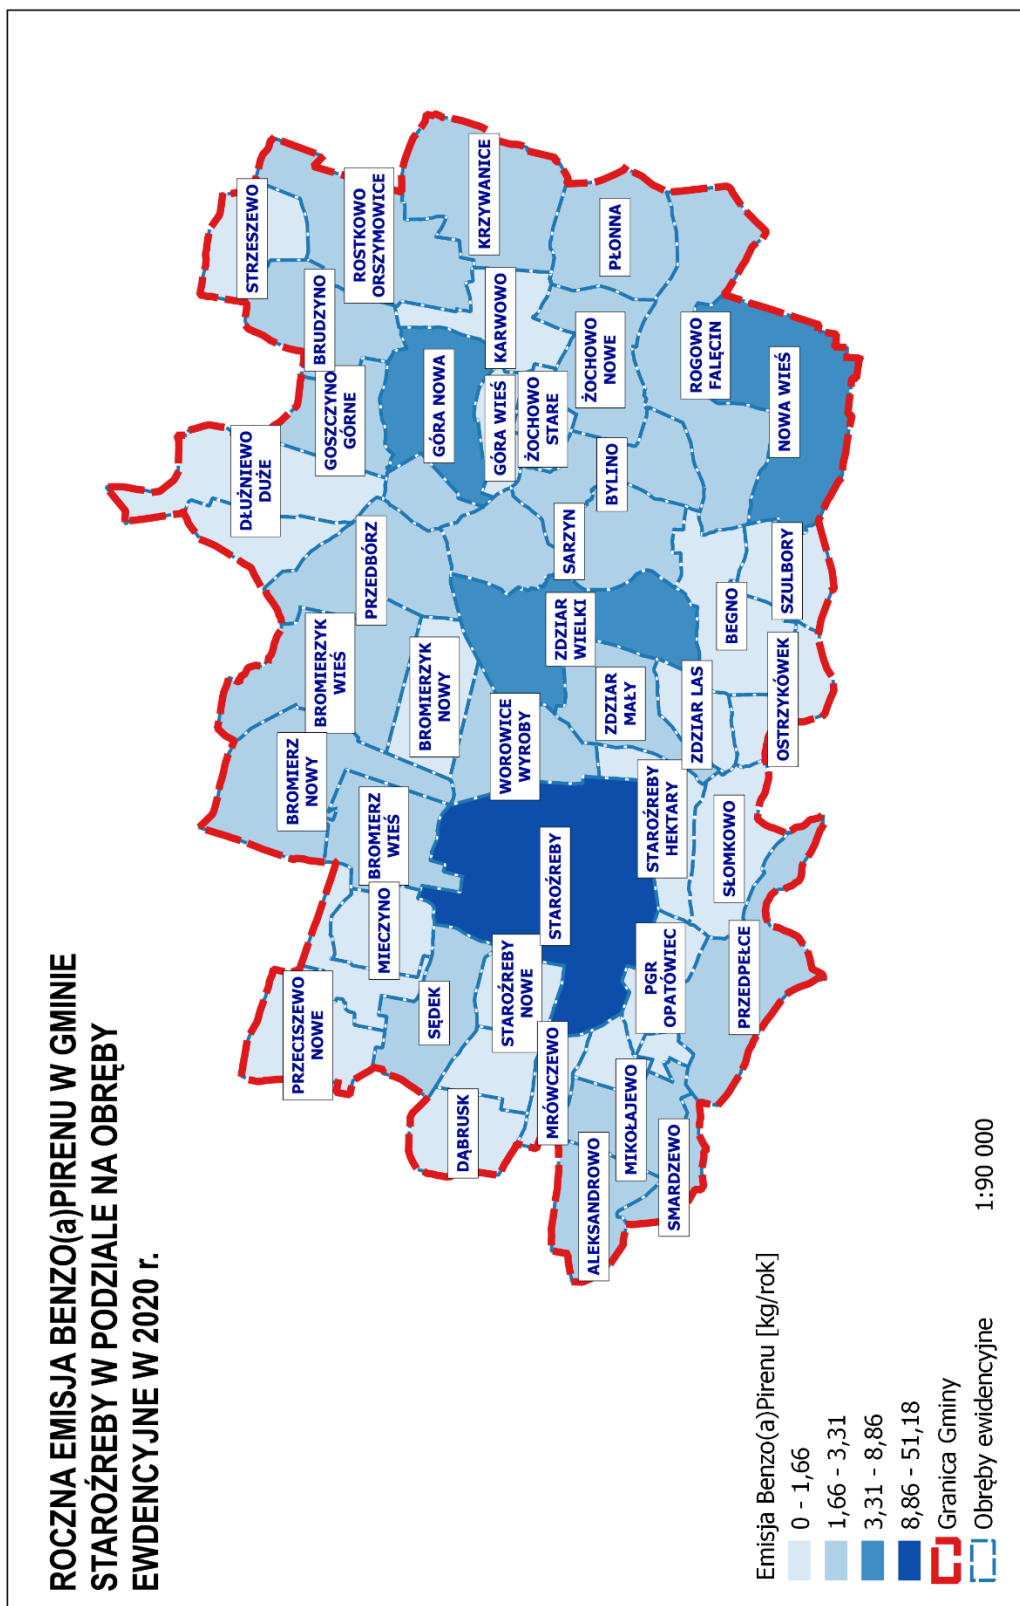 ROCZNA EMISJA BENZO(a)PIRENU W GMINIE
STAROŹREBY W PODZIALE NA OBRĘBY
EWDENCYJNE W 2020 r.
STRZESZEWO
ROSTKOWO
ORSZYMOWICE
KRZYWANICE
BRUDZYNO
PŁONNA
KARWOWO
DŁUŻNIEWO
DUŻE
GOSZCZYNO
GÓRNE
GÓRA NOWA
GÓRA WIEŚ
ŻOCHOWO
STARE
ŻOCHOWO
NOWE
ROGOWO
FALĘCIN
NOWA WIEŚ
BYLINO
SARZYN
PRZEDBÓRZ
SZULBORY
BEGNO
ZDZIAR
WIELKI
BROMIERZYK
WIEŚ
BROMIERZYK
NOWY
ZDZIAR
MAŁY
ZDZIAR LAS
OSTRZYKÓWEK
WOROWICE
WYROBY
BROMIERZ
NOWY
BROMIERZ
WIEŚ
STAROŹREBY
HEKTARY
SŁOMKOWO
STAROŹREBY
MIECZYNO
PRZECISZEWO
NOWE
SĘDEK
STAROŹREBY
NOWE
PGR
OPATÓWIEC
PRZEDPEŁCE
MRÓWCZEWO
DĄBRUSK
MIKOŁAJEWO
ALEKSANDROWO
SMARDZEWO
Emisja Benzo(a)Pirenu [kg/rok]
0 - 1,66
1,66 - 3,31
3,31 - 8,86
8,86 - 51,18
Granica Gminy
Obręby ewidencyjne
1:90 000